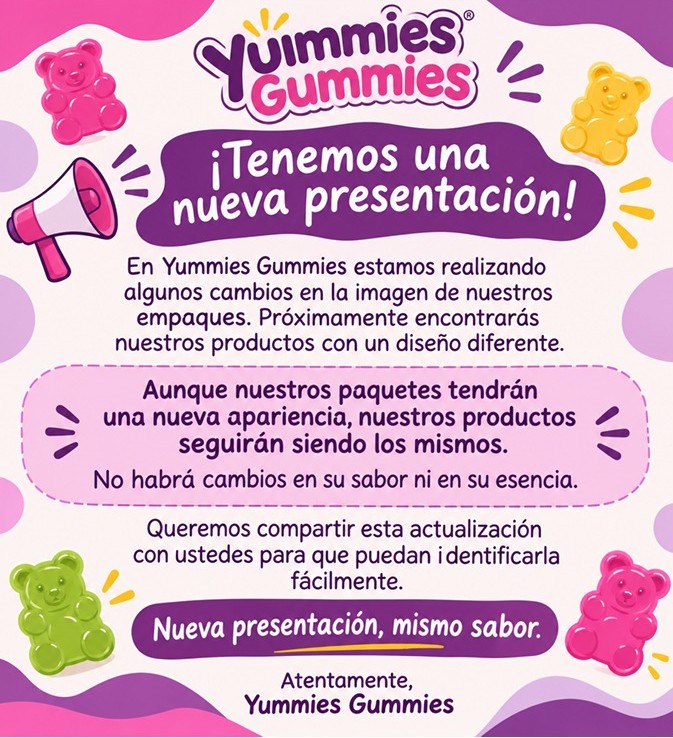 Yuimmies®
Gummies
¡Tenemos una
nueva presentación!
En Yummies Gummies estamos realizando
algunos cambios en la imagen de nuestros
empaques. Próximamente encontrarás
nuestros productos con un diseño diferente.
Aunque nuestros paquetes tendrán
una nueva apariencia, nuestros productos
seguirán siendo los mismos.
No habrá cambios en su sabor ni en su esencia.
Queremos compartir esta actualización
con ustedes para que puedan identificarla
fácilmente.
Nueva presentación, mismo sabor.
Atentamente,
Yummies Gummies